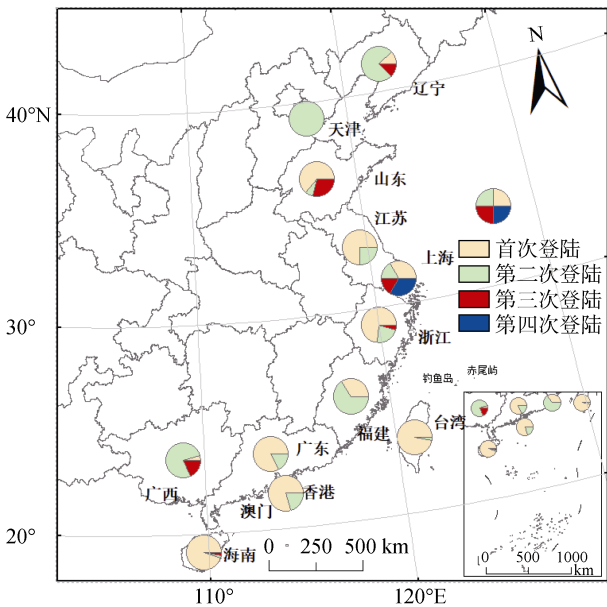 N
40°N
30°
20°
110°
120°E
辽宁
天津
山东
江苏
上海
浙江
钓鱼岛
赤尾屿
福建
台湾
广东
广西
香港
澳门
海南
首次登陆
第二次登陆
第三次登陆
第四次登陆
0 250 500 km
0 500 1000
km